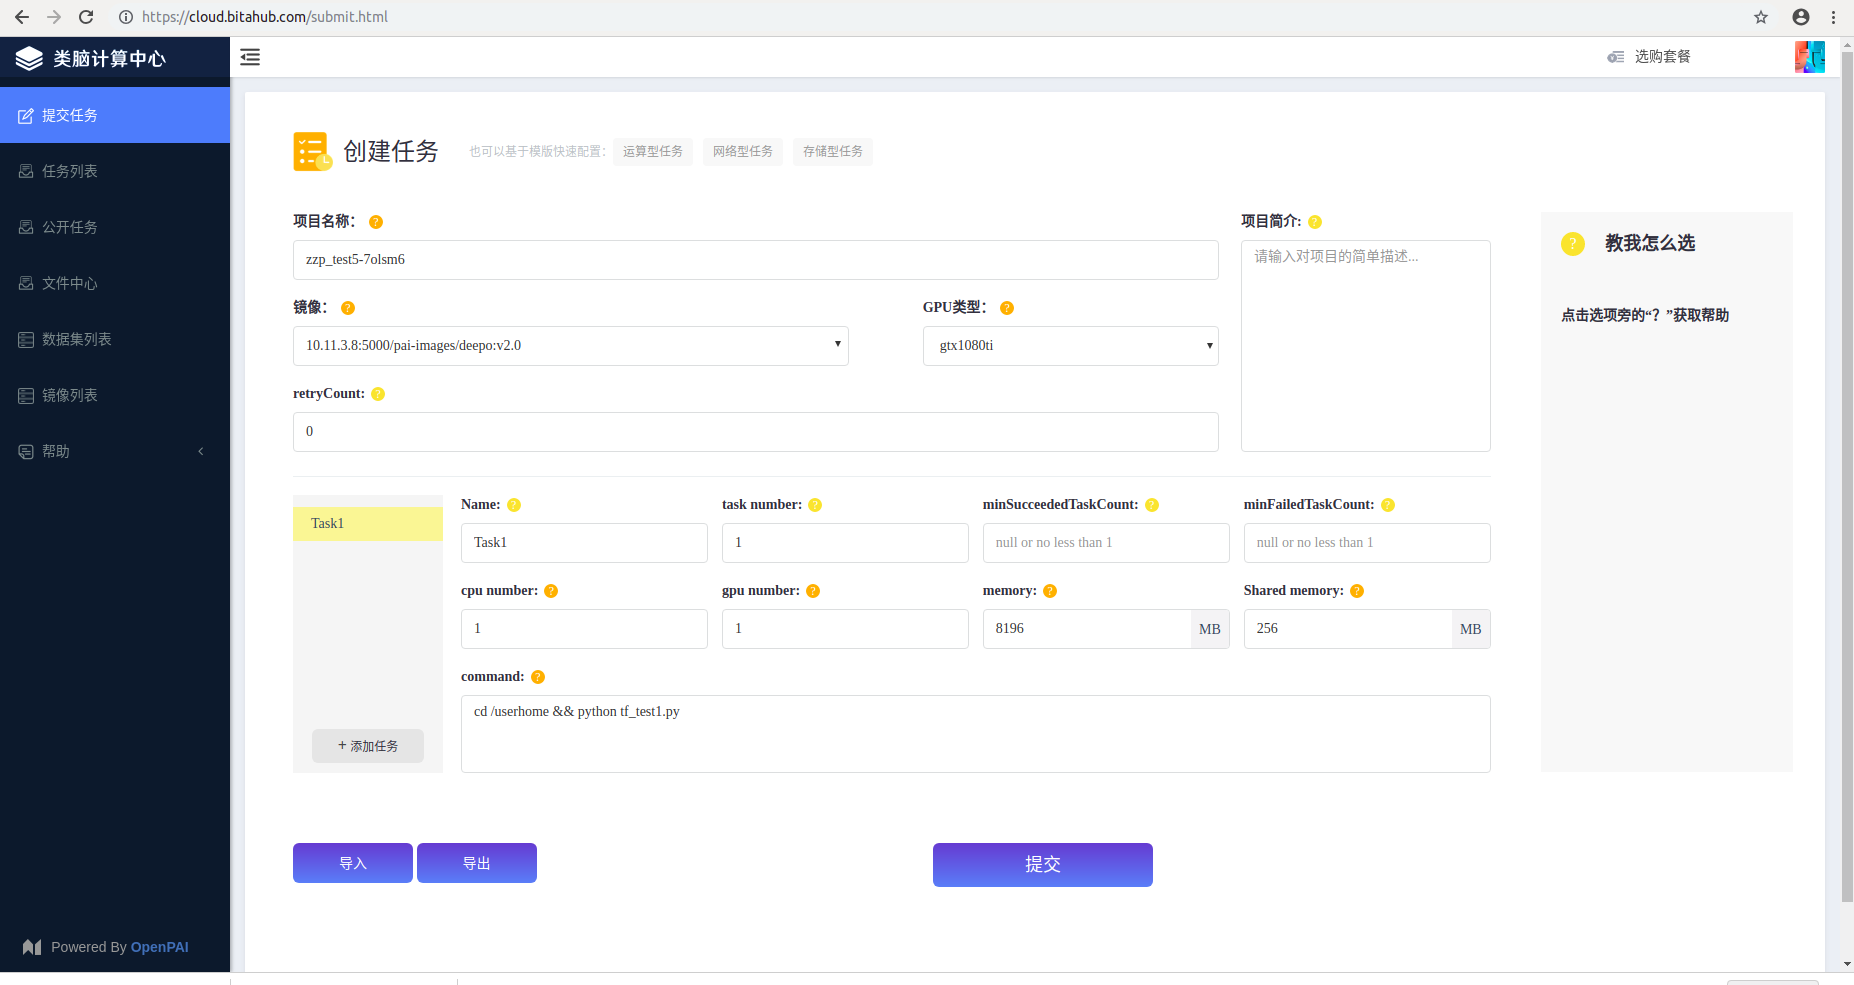 https://cloud.bitahub.com/submit.html
类脑计算中心
选购套餐
提交任务
任务列表
公开任务
文件中心
数据集列表
镜像列表
帮助
Powered By OpenPAI
创建任务
也可以基于模版快速配置： 运算型任务 网络型任务 存储型任务
项目名称： ?
zzp_test5-7olsm6
镜像： ?
10.11.3.8:5000/pai-images/deepo:v2.0
GPU类型： ?
gtx1080ti
retryCount: ?
0
项目简介: ?
请输入对项目的简单描述...
? 教我怎么选
点击选项旁的“？”获取帮助
Task1
+ 添加任务
Name: ? task number: ? minSucceededTaskCount: ? minFailedTaskCount: ?
Task1 1 null or no less than 1 null or no less than 1
cpu number: ? gpu number: ? memory: ? Shared memory: ?
1 1 8196 MB 256 MB
command: ?
cd /userhome && python tf_test1.py
导入 导出 提交